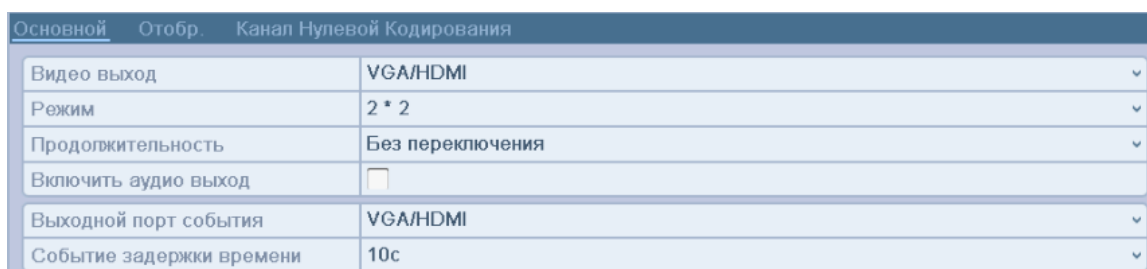 Основной Отобр. Канал Нулевой Кодирования
Видео выход VGA/HDMI
Режим 2 * 2
Продолжительность Без переключения
Включить аудио выход
Выходной порт события VGA/HDMI
Событие задержки времени 10с